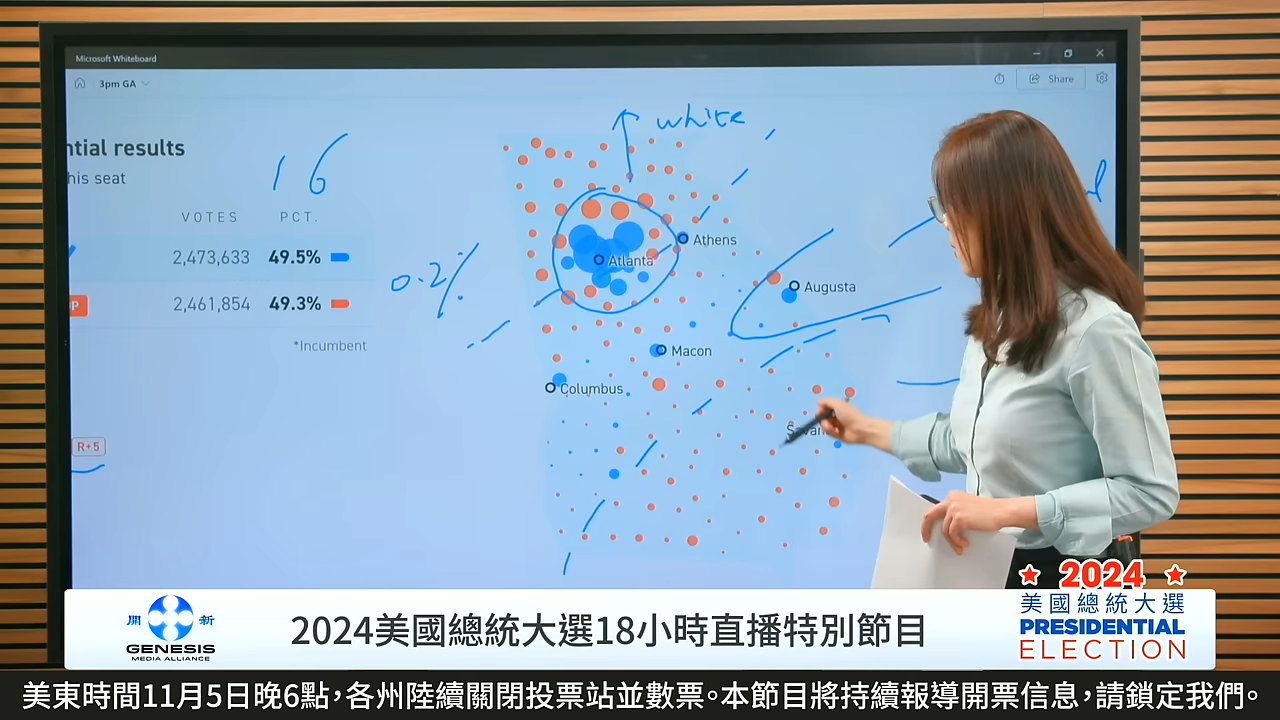 Microsoft Whiteboard
3pm GA
Share
ntial results
his seat
16
VOTES PCT.
2,473,633 49.5%
2,461,854 49.3%
*Incumbent
0.2%
R+5
white
Athens
Atlanta
Augusta
Macon
Columbus
2024
美國總統大選
PRESIDENTIAL
ELECTION
開新
GENESIS
MEDIA ALLIANCE
2024美國總統大選18小時直播特別節目
美東時間11月5日晚6點,各州陸續關閉投票站並數票。本節目將持續報導開票信息,請鎖定我們。